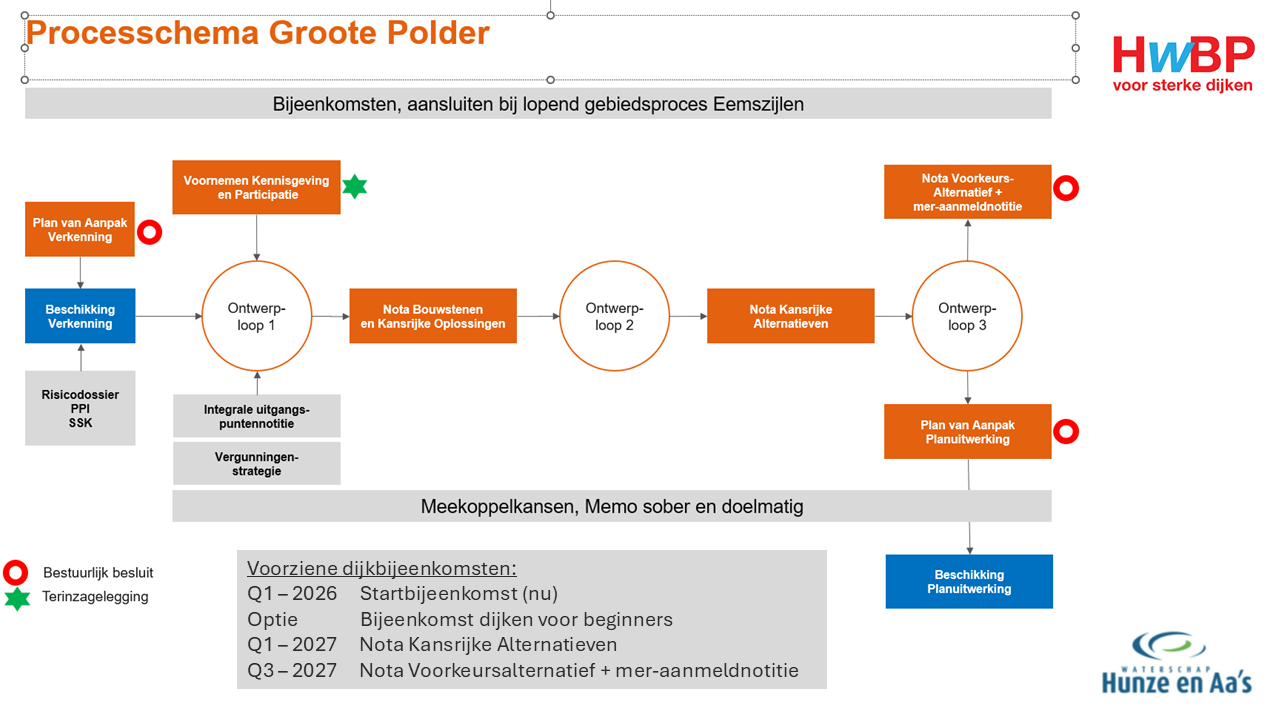 Processchema Groote Polder
HWBP
voor sterke dijken
Bijeenkomsten, aansluiten bij lopend gebiedsproces Eemszijlen
Voornemen Kennisgeving
en Participatie
Nota Voorkeurs-
Alternatief +
mer-aanmeldnotitie
Plan van Aanpak
Verkenning
Beschikking
Verkenning
Ontwerp-
loop 1
Nota Bouwstenen
en Kansrijke Oplossingen
Ontwerp-
loop 2
Nota Kansrijke
Alternatieven
Ontwerp-
loop 3
Risicodossier
PPI
SSK
Integrale uitgangs-
puntennotitie
Vergunningen-
strategie
Plan van Aanpak
Planuitwerking
Meekoppelkansen, Memo sober en doelmatig
Bestuurlijk besluit
Terinzagelegging
Voorziene dijkbijeenkomsten:
Q1 – 2026 Startbijeenkomst (nu)
Optie Bijeenkomst dijken voor beginners
Q1 – 2027 Nota Kansrijke Alternatieven
Q3 – 2027 Nota Voorkeursalternatief + mer-aanmeldnotitie
Beschikking
Planuitwerking
WATERSCHAP
Hunze en Aa's